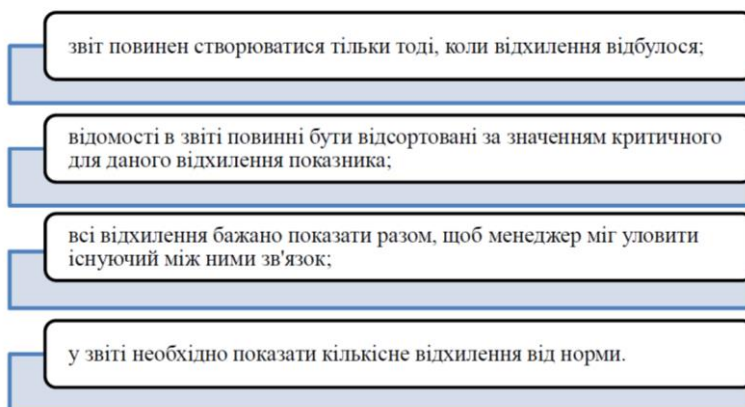 звіт повинен створюватися тільки тоді, коли відхилення відбулося;
відомості в звіті повинні бути відсортовані за значенням критичного
для даного відхилення показника;
всі відхилення бажано показати разом, щоб менеджер міг уловити
існуючий між ними зв'язок;
у звіті необхідно показати кількісне відхилення від норми.